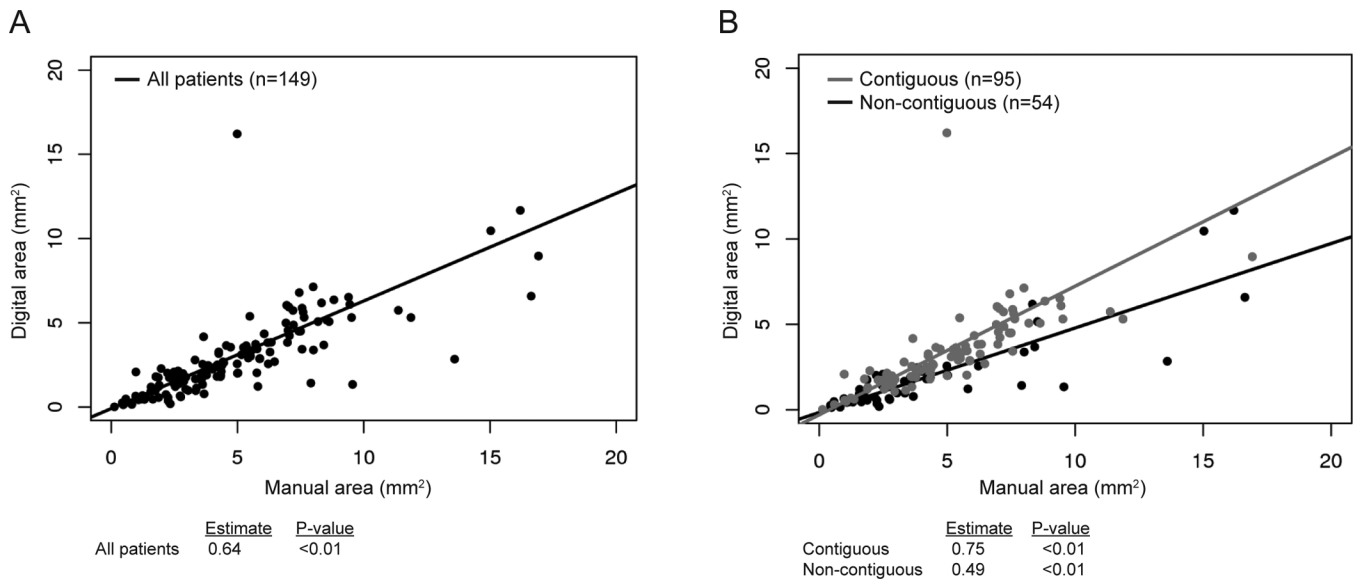 A
All patients (n=149)
20
15
10
5
0
Digital area (mm²)
0 5 10 15 20
Manual area (mm²)
Estimate P-value
All patients 0.64 <0.01
B
Contiguous (n=95)
Non-contiguous (n=54)
20
15
10
5
0
Digital area (mm²)
0 5 10 15 20
Manual area (mm²)
Estimate P-value
Contiguous 0.75 <0.01
Non-contiguous 0.49 <0.01